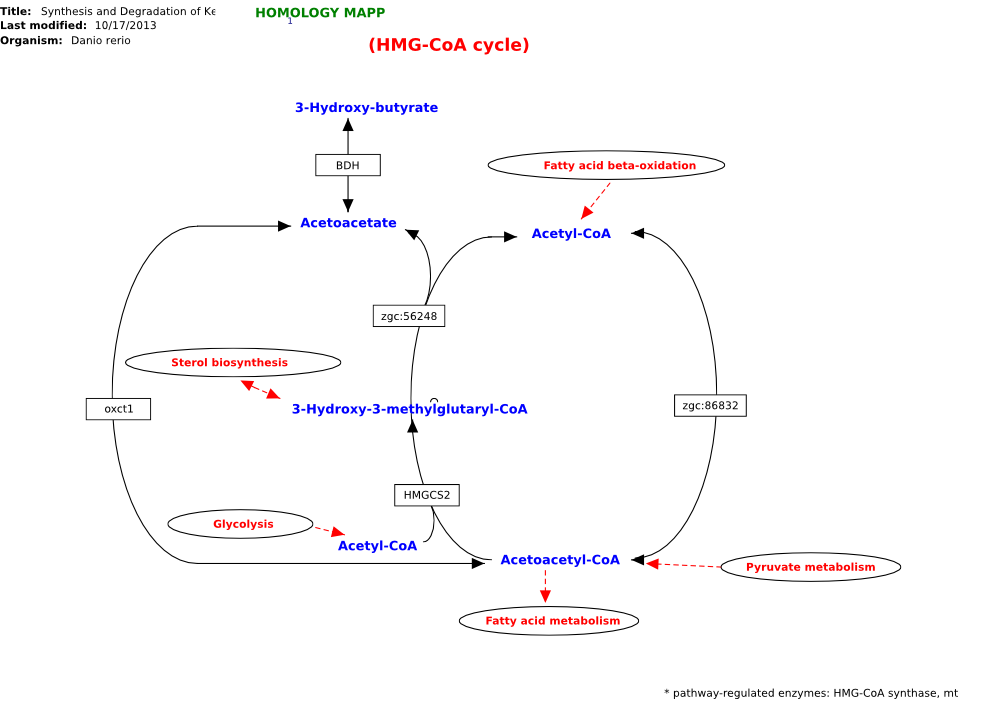 Title: Synthesis and Degradation of Ke
HOMOLOGY MAPP
1
Last modified: 10/17/2013
Organism: Danio rerio
(HMG-CoA cycle)
3-Hydroxy-butyrate
BDH
Fatty acid beta-oxidation
Acetoacetate
Acetyl-CoA
zgc:56248
Sterol biosynthesis
oxct1
3-Hydroxy-3-methylglutaryl-CoA
zgc:86832
HMGCS2
Glycolysis
Acetyl-CoA
Acetoacetyl-CoA
Pyruvate metabolism
Fatty acid metabolism
* pathway-regulated enzymes: HMG-CoA synthase, mt